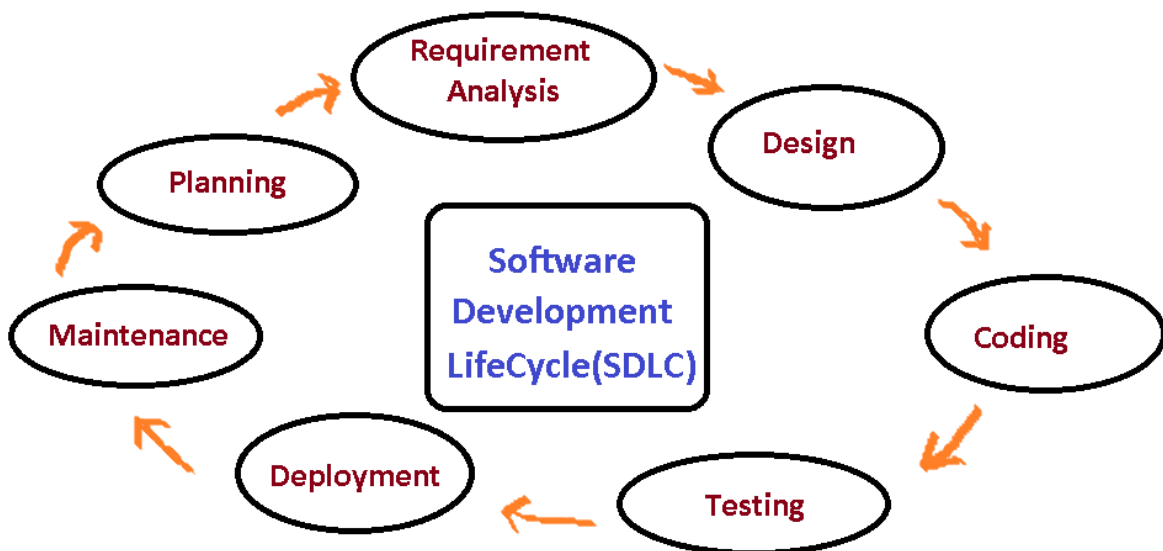 Requirement
Analysis
Design
Planning
Software
Development
LifeCycle(SDLC)
Maintenance
Coding
Deployment
Testing